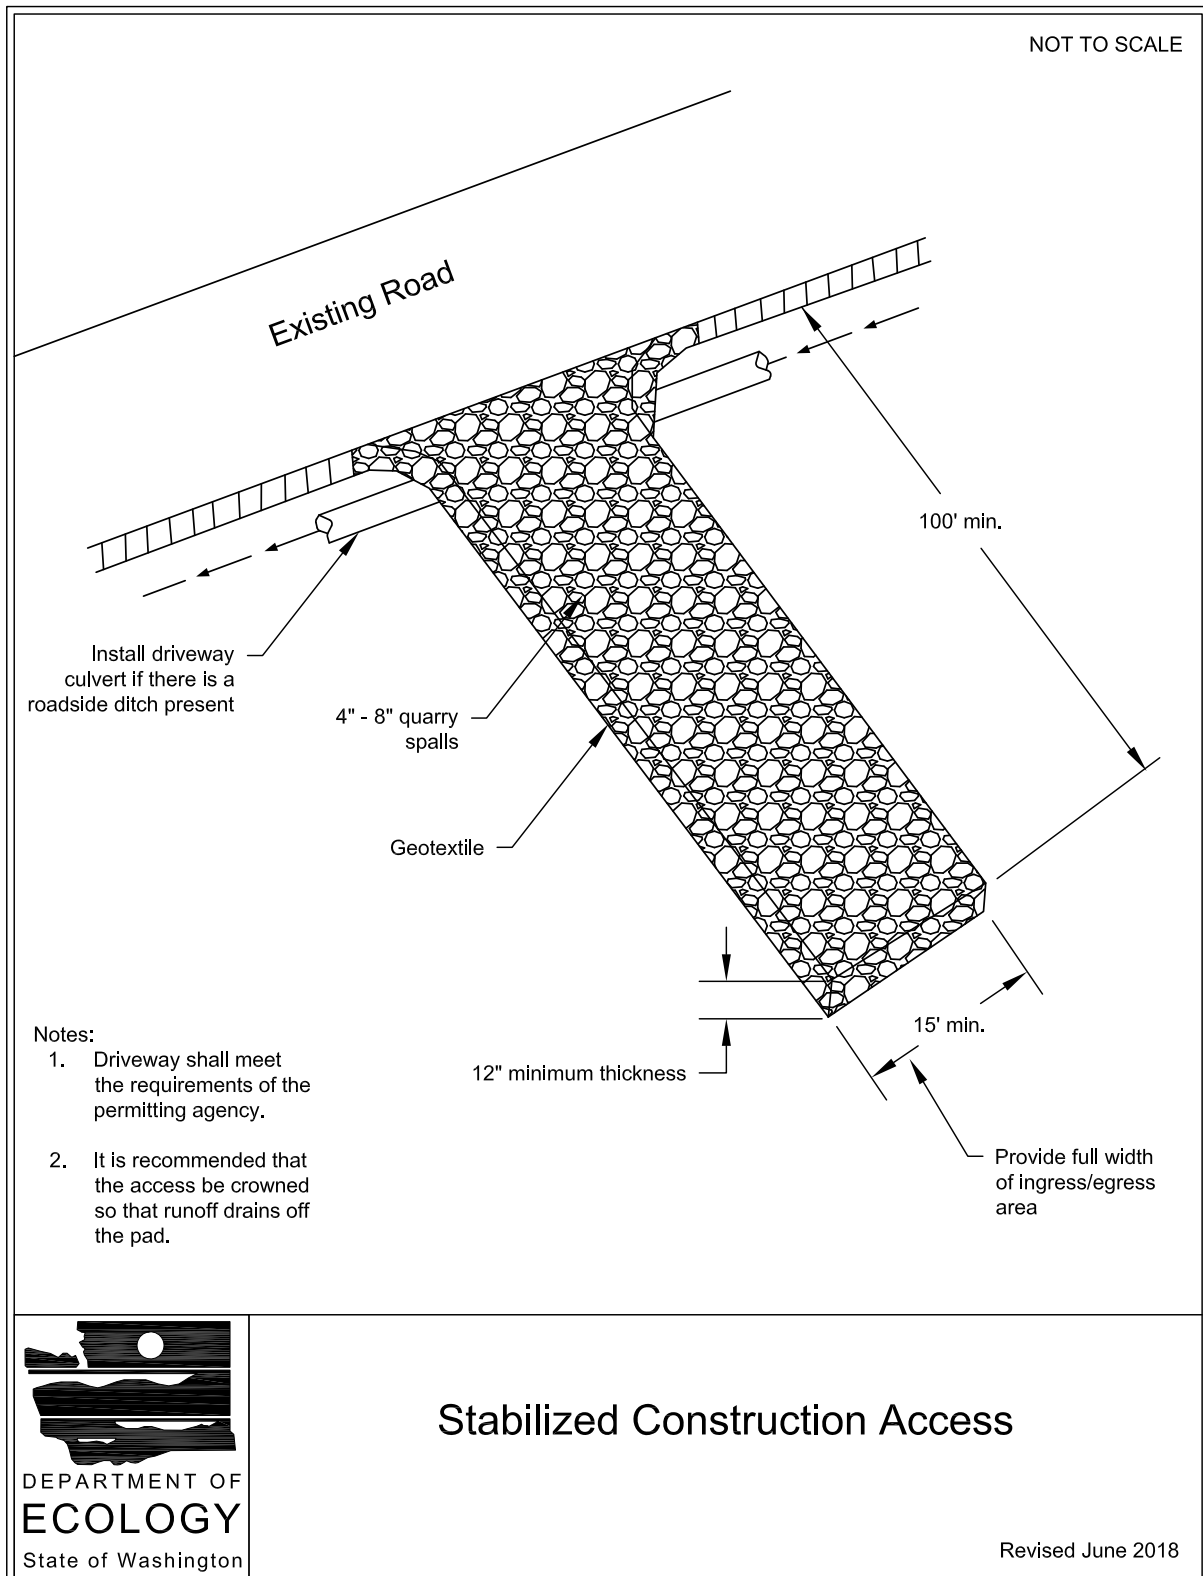 NOT TO SCALE
Existing Road
100' min.
Install driveway
culvert if there is a
roadside ditch present
4" - 8" quarry
spalls
Geotextile
15' min.
12" minimum thickness
Provide full width
of ingress/egress
area
Notes:
1. Driveway shall meet
the requirements of the
permitting agency.
2. It is recommended that
the access be crowned
so that runoff drains off
the pad.
DEPARTMENT OF
ECOLOGY
State of Washington
Stabilized Construction Access
Revised June 2018